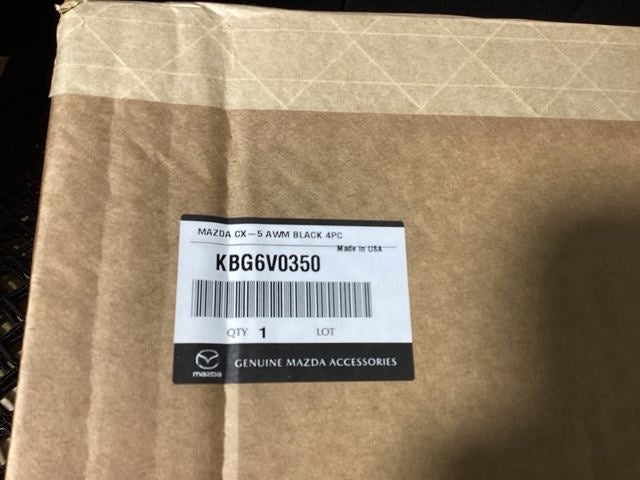 MAZDA CX-5 AWM BLACK 4PC
Made in USA
KBG6V0350
QTY 1 LOT
mazda GENUINE MAZDA ACCESSORIES